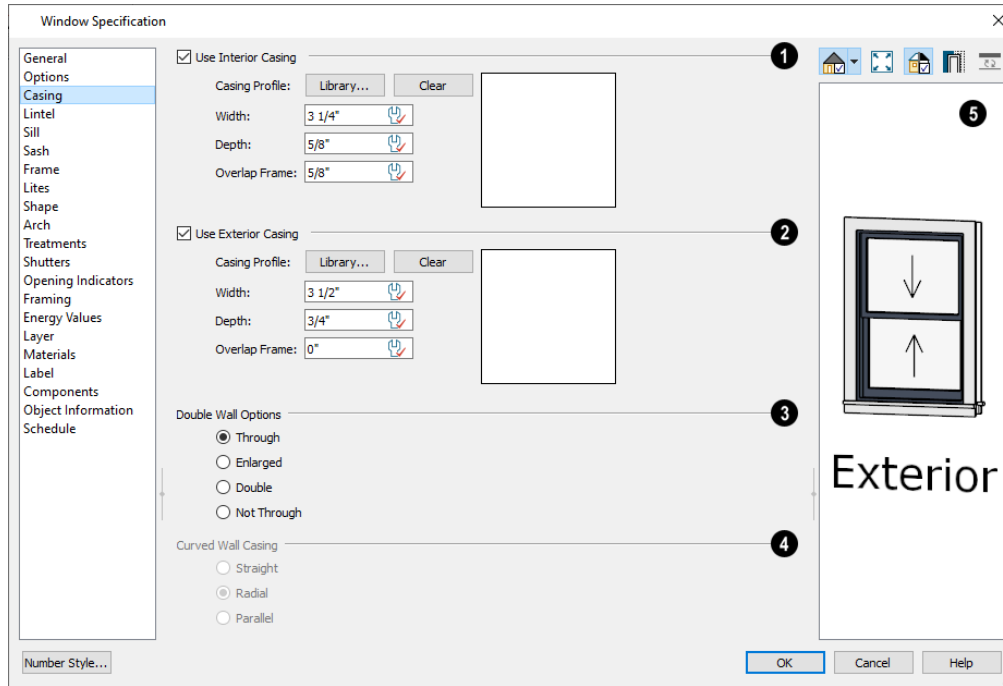 Window Specification
General
Options
Casing
Lintel
Sill
Sash
Frame
Lites
Shape
Arch
Treatments
Shutters
Opening Indicators
Framing
Energy Values
Layer
Materials
Label
Components
Object Information
Schedule
Use Interior Casing 1
Casing Profile: Library... Clear
Width: 3 1/4"
Depth: 5/8"
Overlap Frame: 5/8"
Use Exterior Casing 2
Casing Profile: Library... Clear
Width: 3 1/2"
Depth: 3/4"
Overlap Frame: 0"
Double Wall Options 3
Through
Enlarged
Double
Not Through
Curved Wall Casing 4
Straight
Radial
Parallel
5
Exterior
Number Style... OK Cancel Help